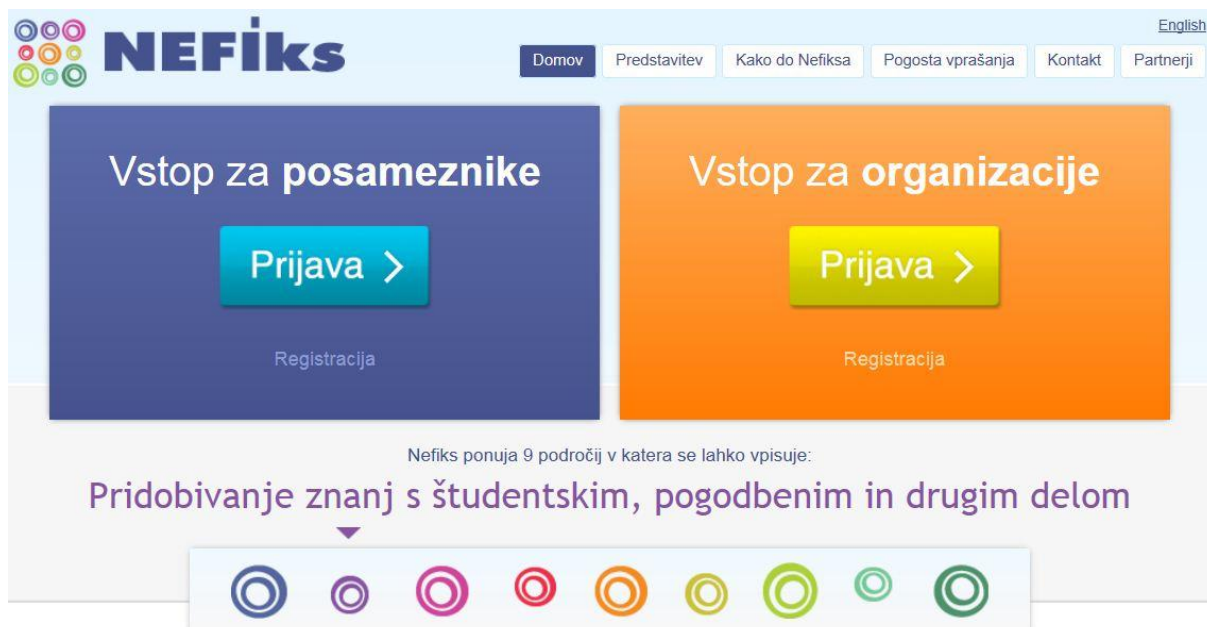 English
NEFiks
Domov Predstavitev Kako do Nefiksa Pogosta vprašanja Kontakt Partnerji
Vstop za posameznike
Prijava
Registracija
Vstop za organizacije
Prijava
Registracija
Nefiks ponuja 9 področij v katera se lahko vpisuje:
Pridobivanje znanj s študentskim, pogodbenim in drugim delom